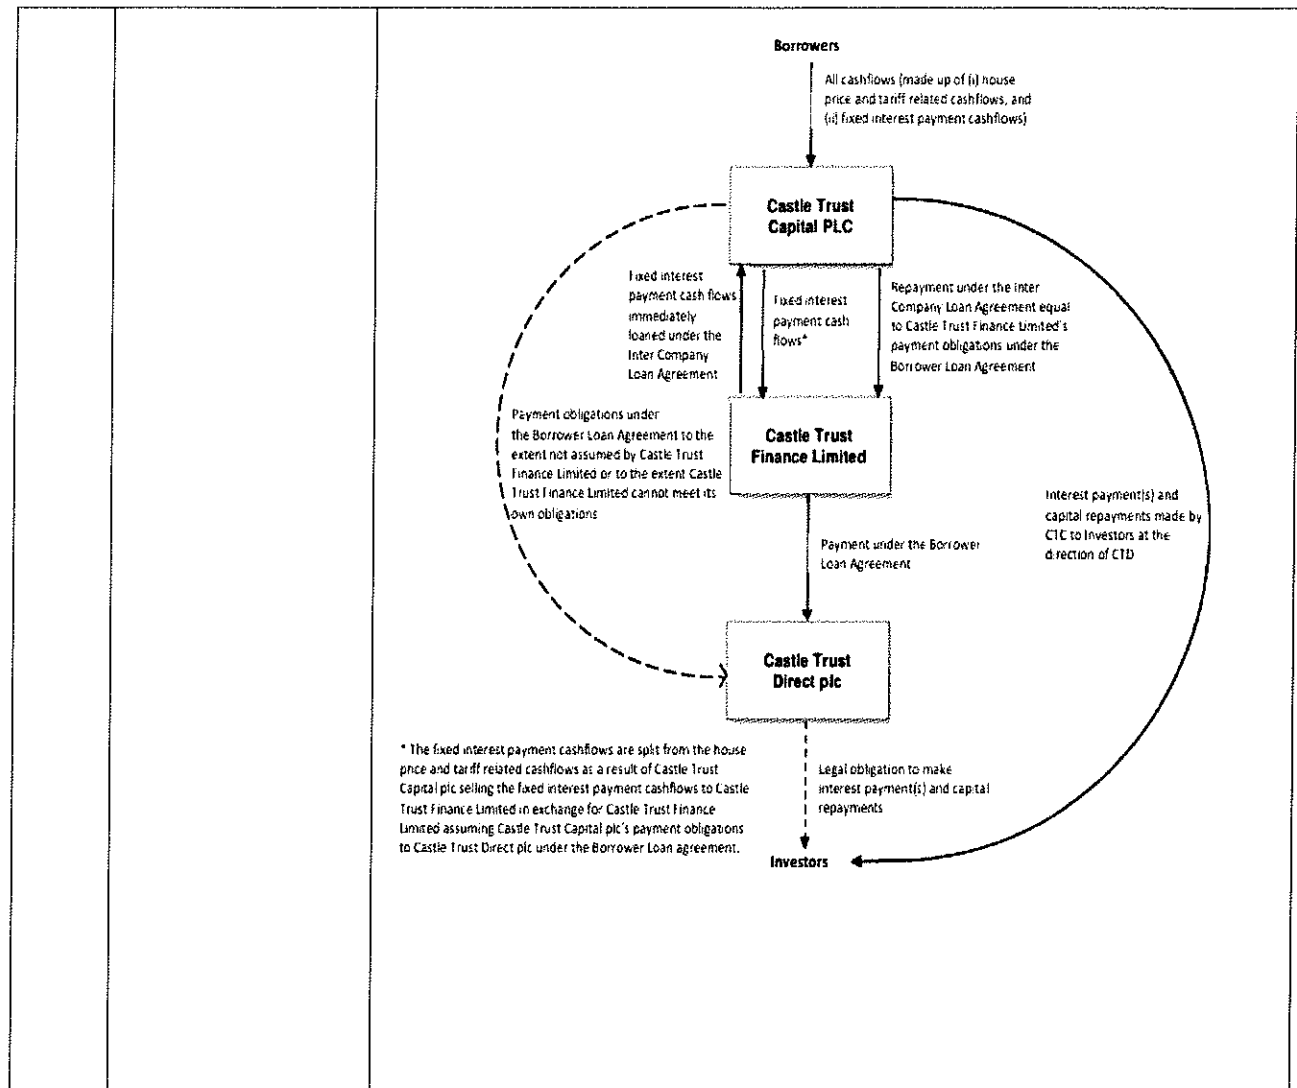 Borrowers
All cashflows (made up of (i) house
price and tariff related cashflows, and
(ii) fixed interest payment cashflows)
Castle Trust
Capital PLC
Fixed interest
payment cash flows
immediately
loaned under the
Inter Company
Loan Agreement
Fixed interest
payment cash
flows*
Repayment under the Inter
Company Loan Agreement equal
to Castle Trust Finance Limited's
payment obligations under the
Borrower Loan Agreement
Payment obligations under
the Borrower Loan Agreement to the
extent not assumed by Castle Trust
Finance Limited or to the extent Castle
Trust Finance Limited cannot meet its
own obligations
Castle Trust
Finance Limited
Interest payment(s) and
capital repayments made by
CTC to Investors at the
direction of CTD
Payment under the Borrower
Loan Agreement
Castle Trust
Direct plc
* The fixed interest payment cashflows are split from the house
price and tariff related cashflows as a result of Castle Trust
Capital plc selling the fixed interest payment cashflows to Castle
Trust Finance Limited in exchange for Castle Trust Finance
Limited assuming Castle Trust Capital plc's payment obligations
to Castle Trust Direct plc under the Borrower Loan agreement.
Legal obligation to make
interest payment(s) and capital
repayments
Investors